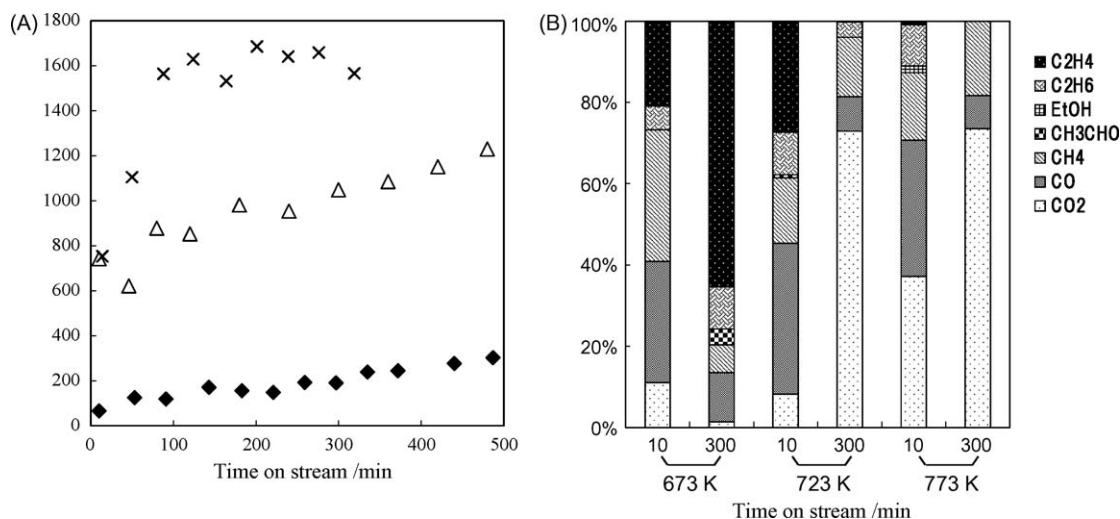 (A)
1800
1600
1400
1200
1000
800
600
400
200
0
0 100 200 300 400 500
Time on stream /min
(B)
100%
80%
60%
40%
20%
0%
10 300 10 300 10 300
673 K 723 K 773 K
Time on stream /min
C2H4
C2H6
EtOH
CH3CHO
CH4
CO
CO2